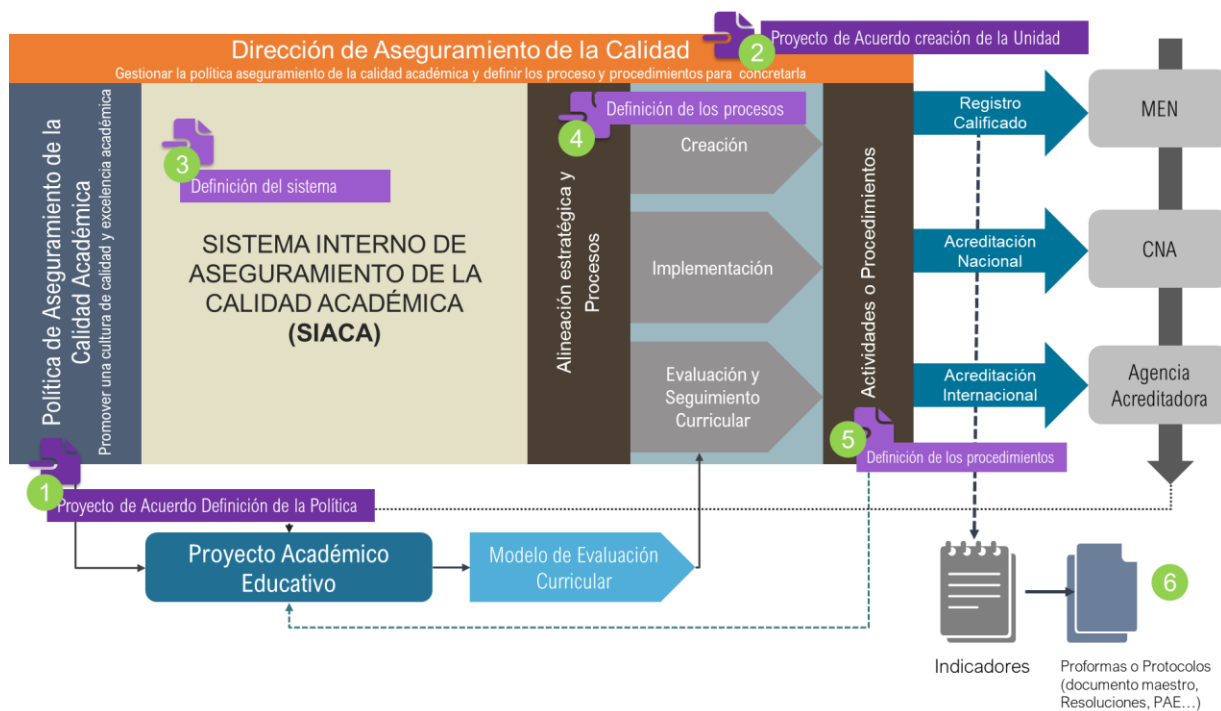 2
Proyecto de Acuerdo creación de la Unidad
Dirección de Aseguramiento de la Calidad
Gestionar la política aseguramiento de la calidad académica y definir los proceso y procedimientos para concretarla
Política de Aseguramiento de la
Calidad Académica
Promover una cultura de calidad y excelencia académica
3
Definición del sistema
SISTEMA INTERNO DE
ASEGURAMIENTO DE LA
CALIDAD ACADÉMICA
(SIACA)
Alineación estratégica y
Procesos
4
Definición de los procesos
Creación
Implementación
Evaluación y
Seguimiento
Curricular
Actividades o Procedimientos
5
Definición de los procedimientos
Registro
Calificado
MEN
Acreditación
Nacional
CNA
Acreditación
Internacional
Agencia
Acreditadora
1
Proyecto de Acuerdo Definición de la Política
Proyecto Académico
Educativo
Modelo de Evaluación
Curricular
Indicadores
6
Proformas o Protocolos
(documento maestro,
Resoluciones, PAE…)